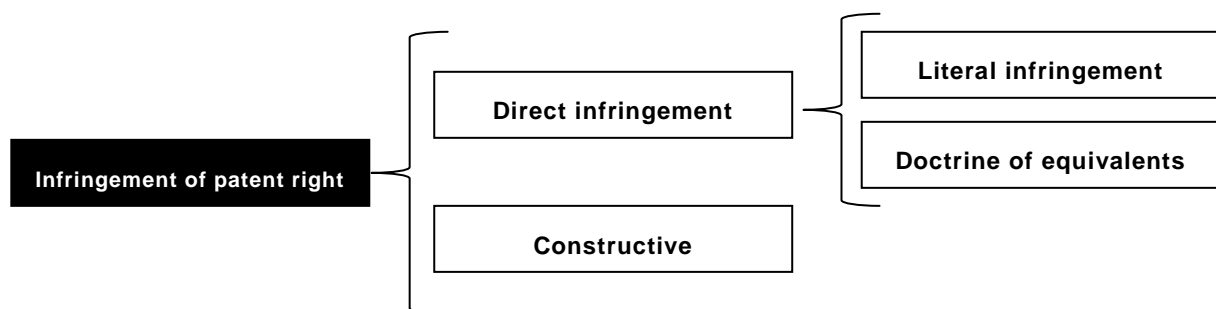 Infringement of patent right
Direct infringement
Literal infringement
Doctrine of equivalents
Constructive